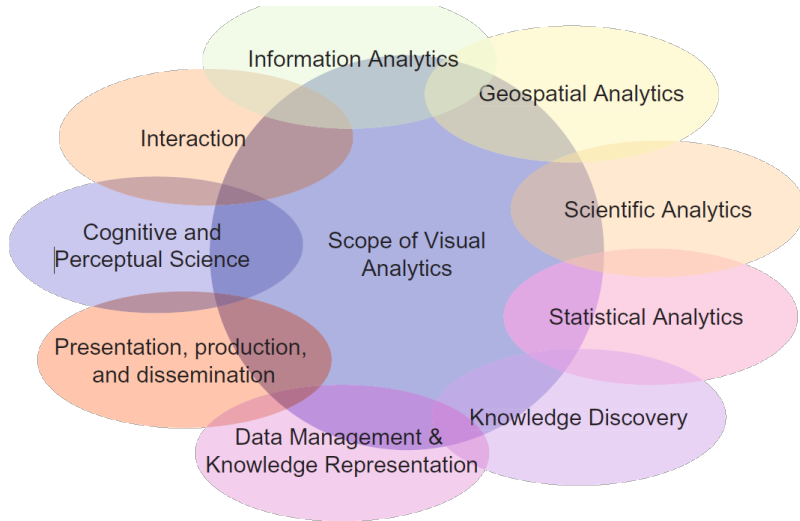 Information Analytics
Geospatial Analytics
Interaction
Scientific Analytics
Cognitive and
Perceptual Science
Scope of Visual
Analytics
Statistical Analytics
Presentation, production,
and dissemination
Knowledge Discovery
Data Management &
Knowledge Representation